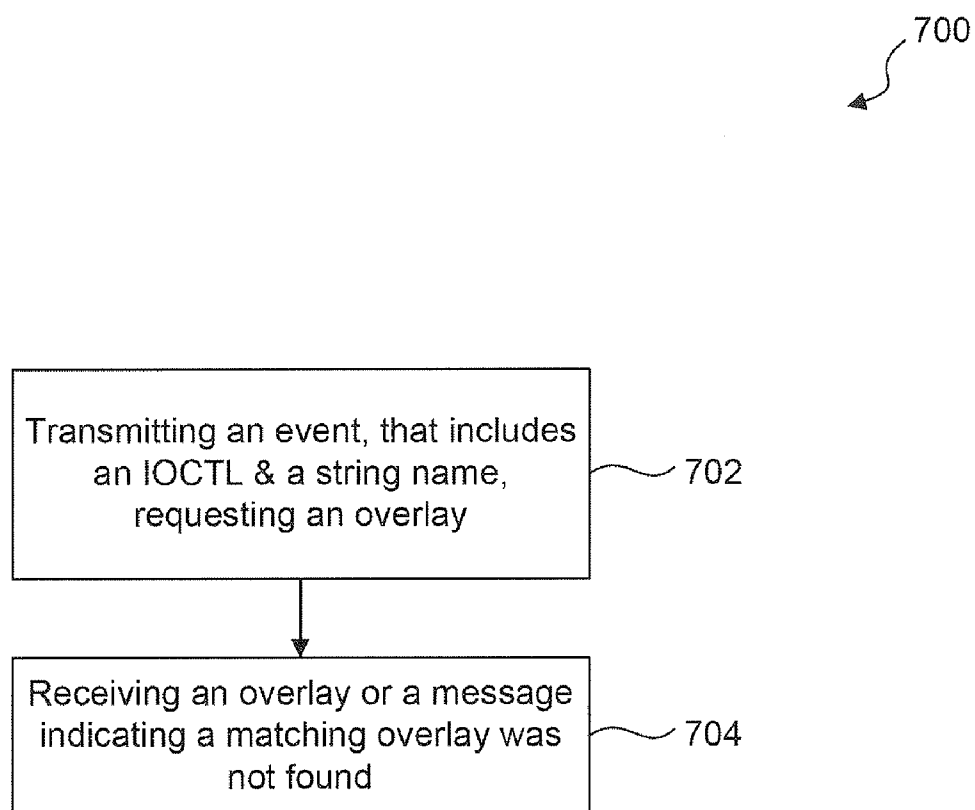 700
Transmitting an event, that includes
an IOCTL & a string name,
requesting an overlay
702
Receiving an overlay or a message
indicating a matching overlay was
not found
704